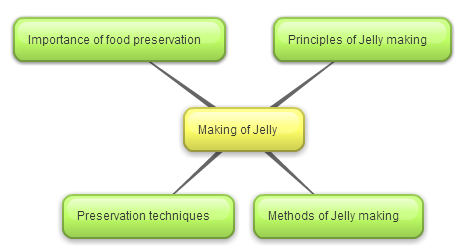 Importance of food preservation
Principles of Jelly making
Making of Jelly
Preservation techniques
Methods of Jelly making